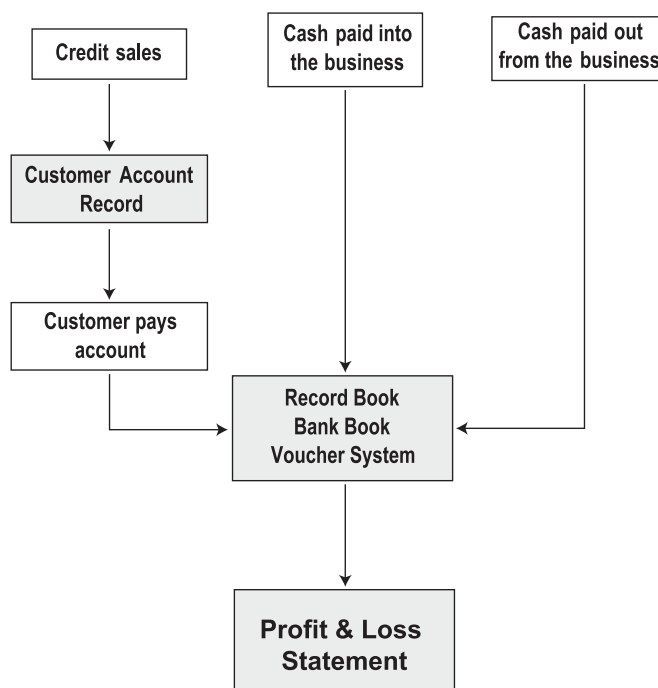 Credit sales
Cash paid into
the business
Cash paid out
from the business
Customer Account
Record
Customer pays
account
Record Book
Bank Book
Voucher System
Profit & Loss
Statement